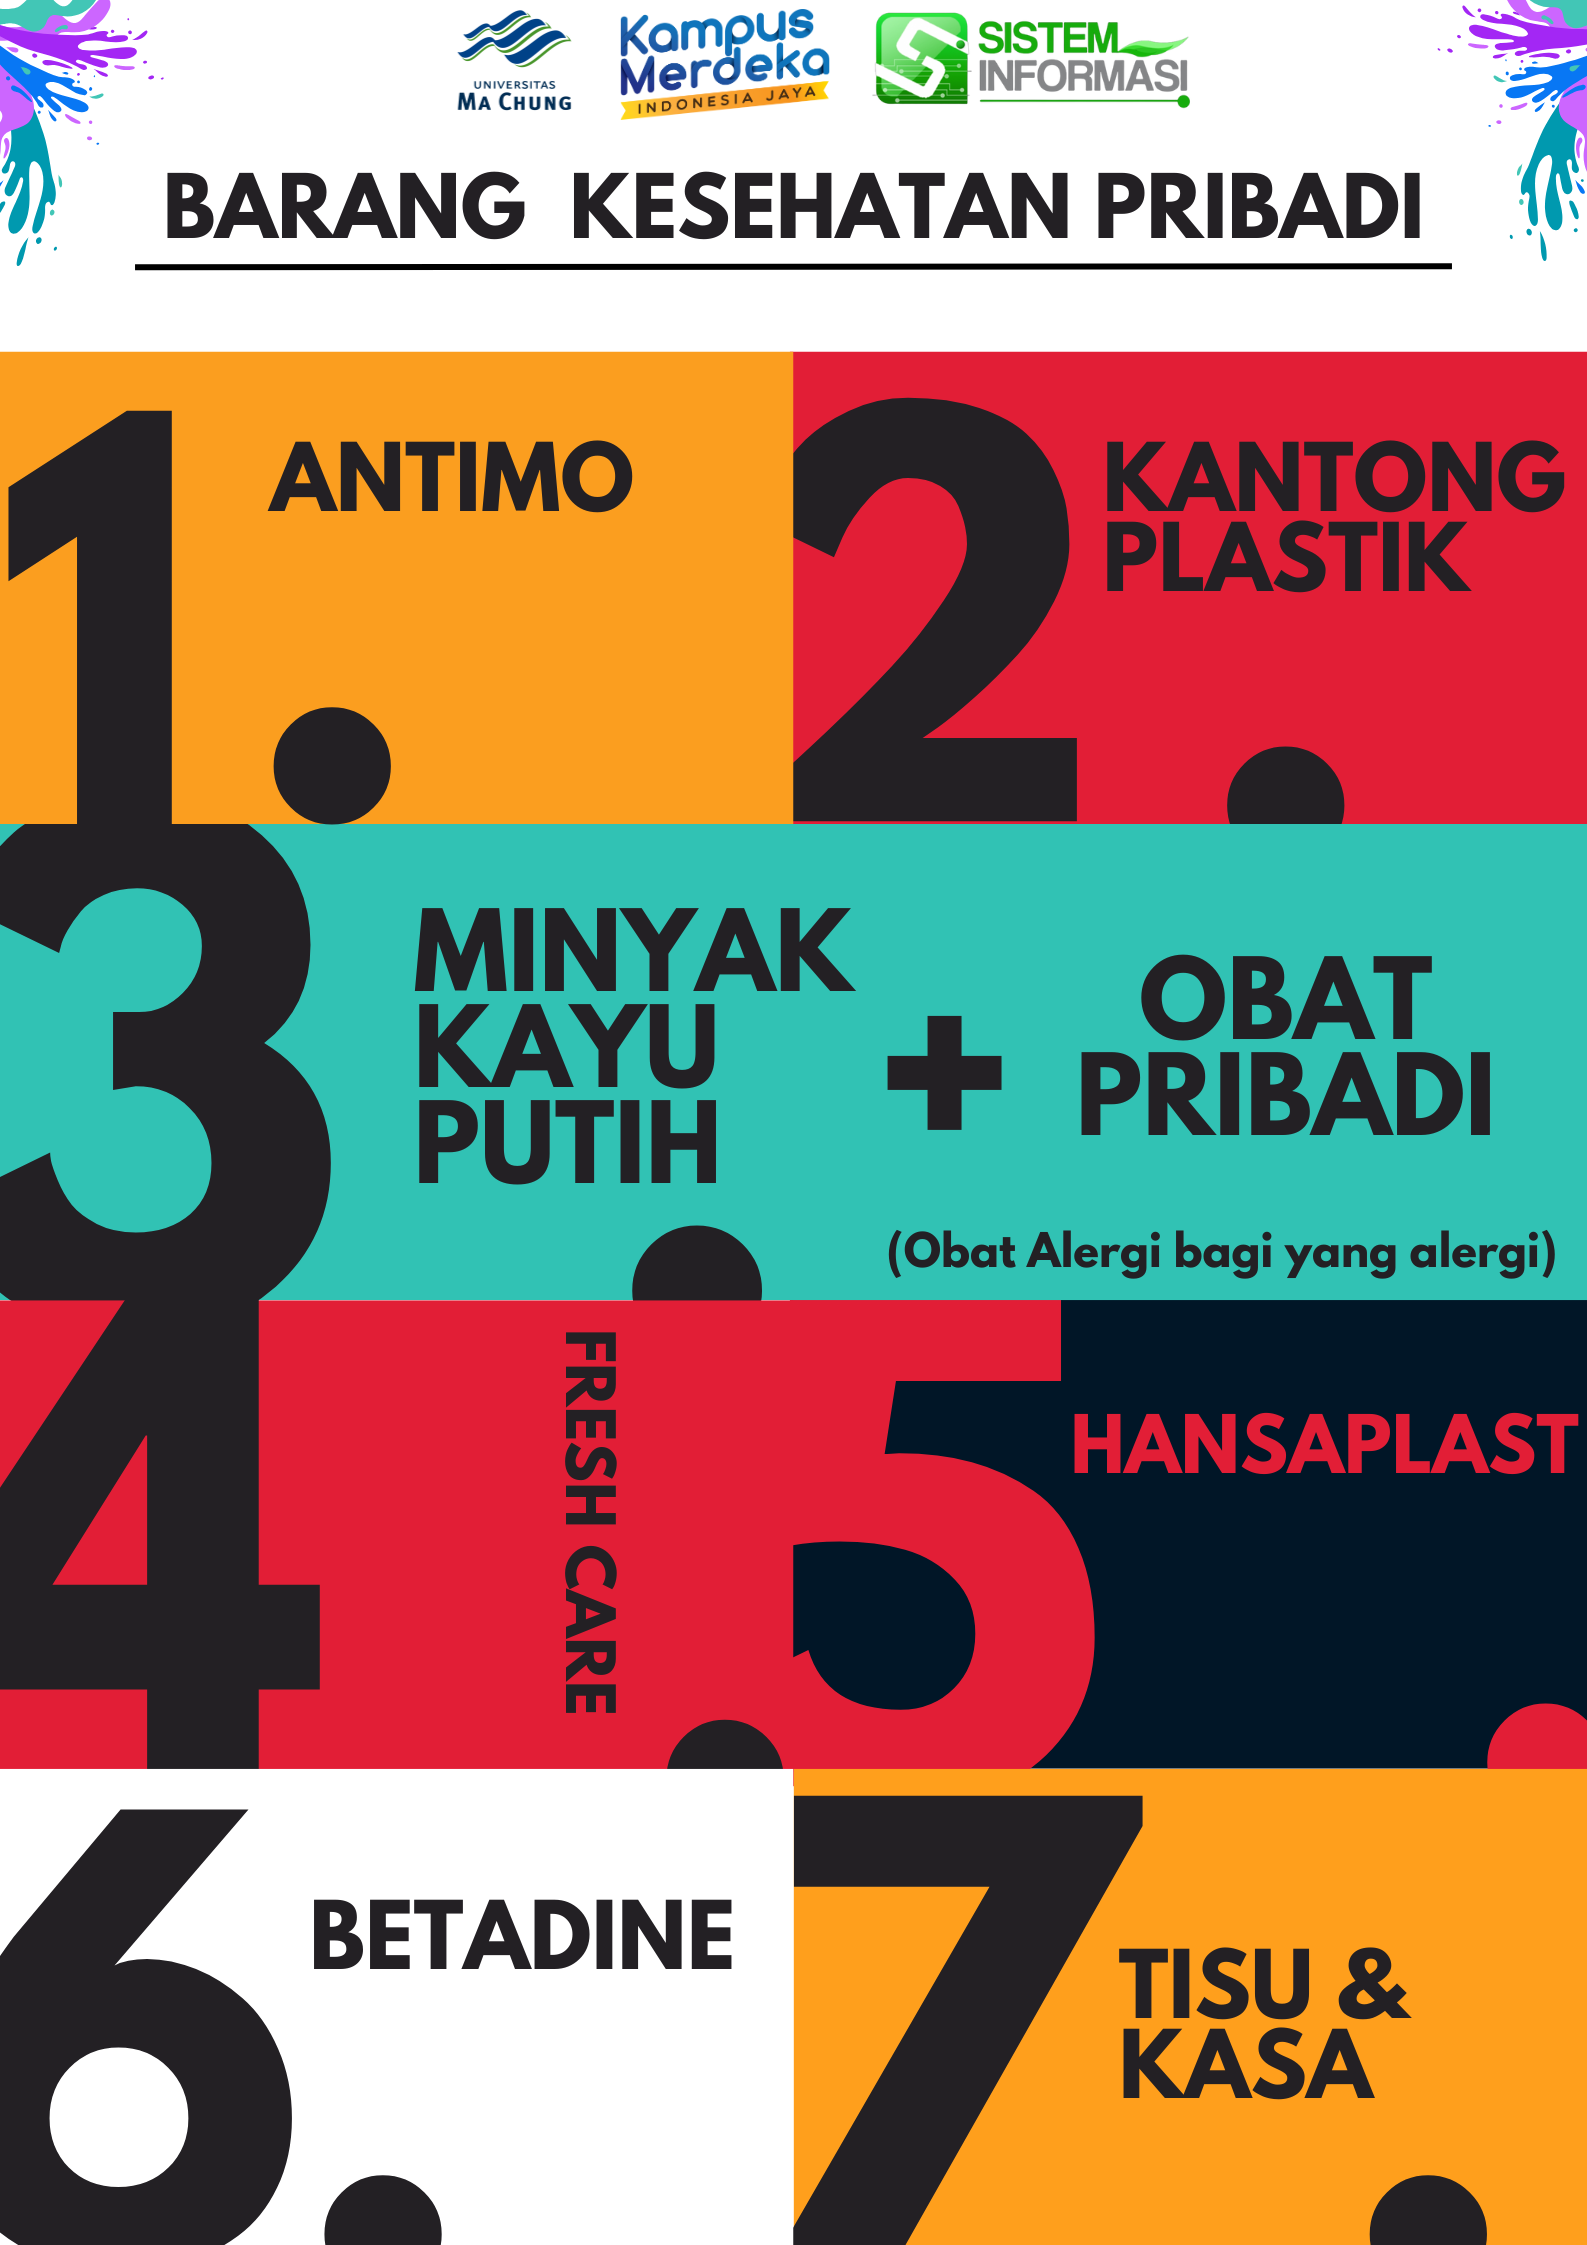 UNIVERSITAS
MA CHUNG
Kampus
Merdeka
INDONESIA JAYA
SISTEM
INFORMASI
BARANG KESEHATAN PRIBADI
1.
ANTIMO
2.
KANTONG
PLASTIK
3.
MINYAK
KAYU
PUTIH
+
OBAT
PRIBADI
(Obat Alergi bagi yang alergi)
4.
FRESH CARE
5.
HANSAPLAST
6.
BETADINE
7.
TISU &
KASA